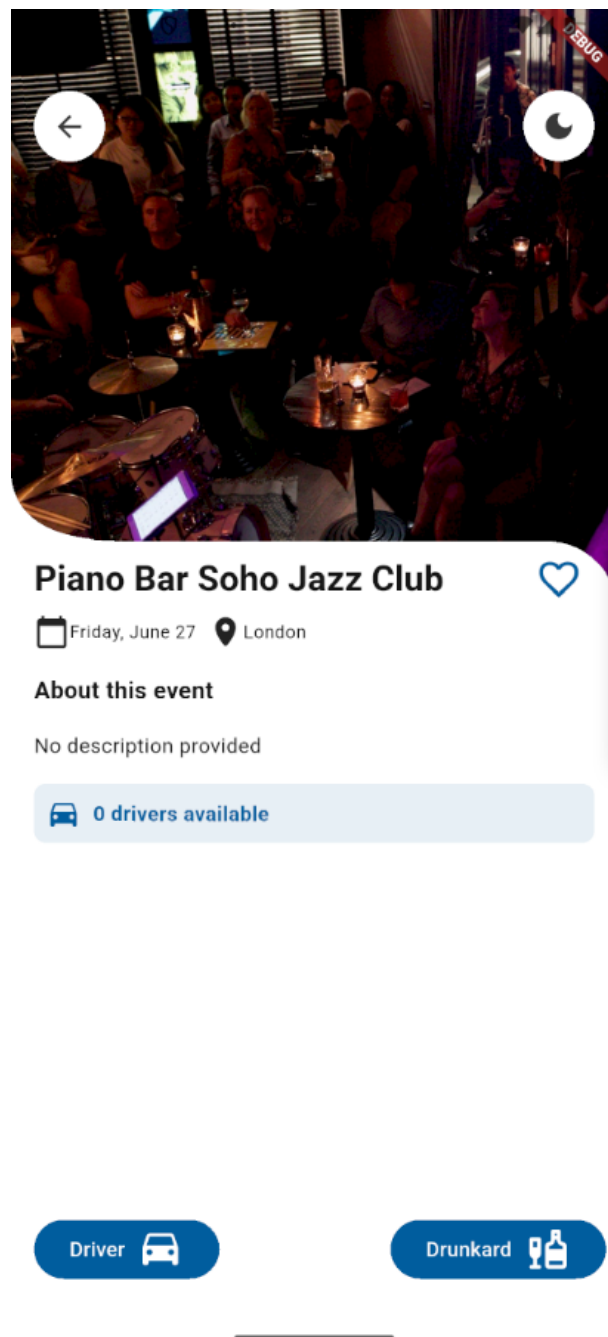 DEBUG
Piano Bar Soho Jazz Club
Friday, June 27 London
About this event
No description provided
0 drivers available
Driver Drunkard